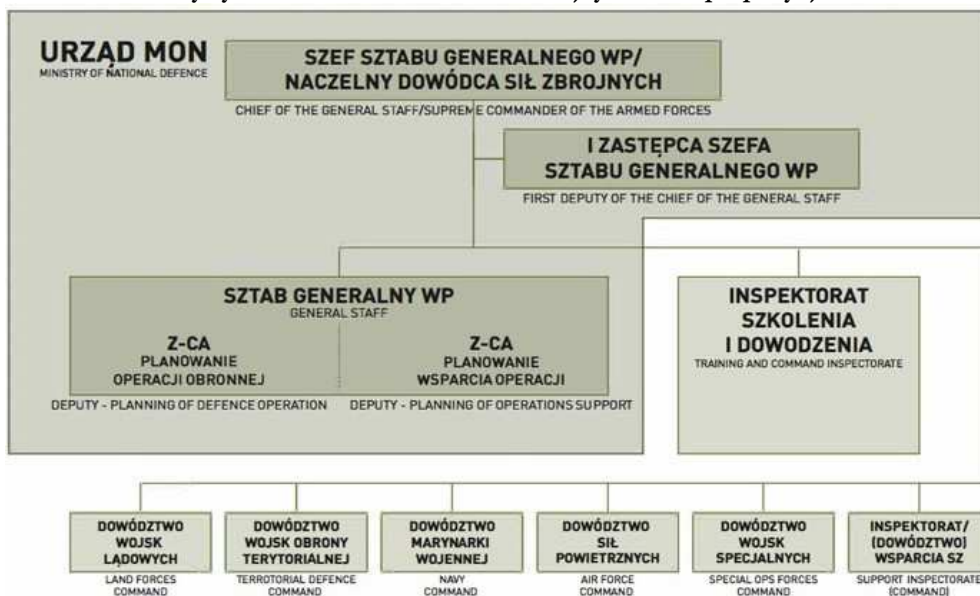 URZĄD MON
MINISTRY OF NATIONAL DEFENCE
SZEF SZTABU GENERALNEGO WP/
NACZELNY DOWÓDCA SIŁ ZBROJNYCH
CHIEF OF THE GENERAL STAFF/SUPREME COMMANDER OF THE ARMED FORCES
I ZASTĘPCA SZEFA
SZTABU GENERALNEGO WP
FIRST DEPUTY OF THE CHIEF OF THE GENERAL STAFF
SZTAB GENERALNY WP
GENERAL STAFF
Z-CA
PLANOWANIE
OPERACJI OBRONNEJ
DEPUTY - PLANNING OF DEFENCE OPERATION
Z-CA
PLANOWANIE
WSPARCIA OPERACJI
DEPUTY - PLANNING OF OPERATIONS SUPPORT
INSPEKTORAT
SZKOLENIA
I DOWODZENIA
TRAINING AND COMMAND INSPECTORATE
DOWÓDZTWO
WOJSK
LĄDOWYCH
LAND FORCES
COMMAND
DOWÓDZTWO
WOJSK OBRONY
TERYTORIALNEJ
TERROTORIAL DEFENCE
COMMAND
DOWÓDZTWO
MARYNARKI
WOJENNEJ
NAVY
COMMAND
DOWÓDZTWO
SIŁ
POWIETRZNYCH
AIR FORCE
COMMAND
DOWÓDZTWO
WOJSK
SPECJALNYCH
SPECIAL OPS FORCES
COMMAND
INSPEKTORAT/
(DOWÓDZTWO)
WSPARCIA SZ
SUPPORT INSPECTORATE
(COMMAND)